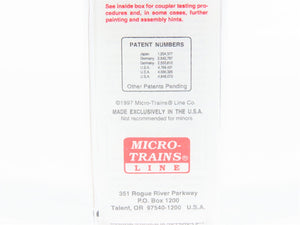 See inside box for coupler testing pro-
cedures and, in some cases, further
painting and assembly hints.
PATENT NUMBERS
Japan
Germany
Germany
U.S.A.
U.S.A.
U.S.A.
Other Patents Pending
©1997 Micro-Trains® Line Co.
MADE EXCLUSIVELY IN THE U.S.A.
Not recommended for minors
MICRO-
TRAINS®
LINE
351 Rogue River Parkway
P.O. Box 1200
Talent, OR 97540-1200 U.S.A.